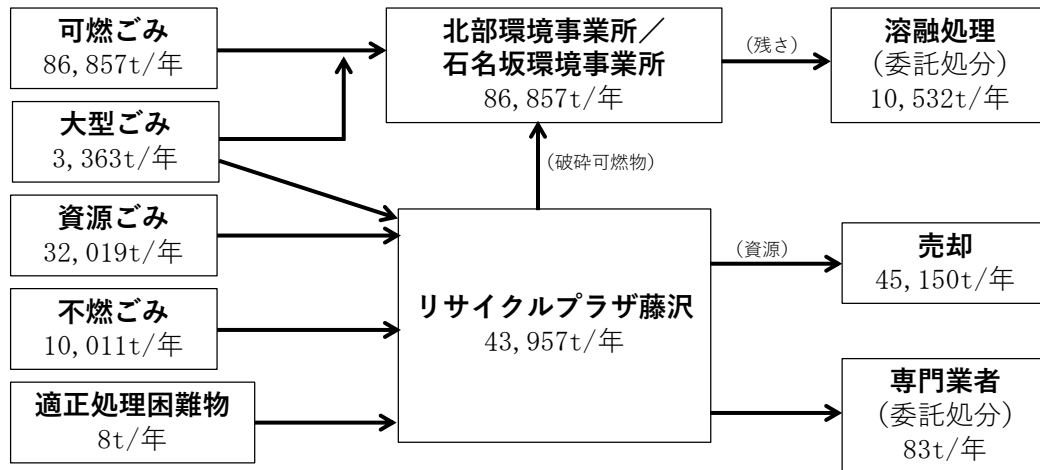 可燃ごみ
86,857t/年
大型ごみ
3,363t/年
資源ごみ
32,019t/年
不燃ごみ
10,011t/年
適正処理困難物
8t/年
北部環境事業所／
石名坂環境事業所
86,857t/年
(破砕可燃物)
リサイクルプラザ藤沢
43,957t/年
(残さ)
溶融処理
(委託処分)
10,532t/年
(資源)
売却
45,150t/年
専門業者
(委託処分)
83t/年